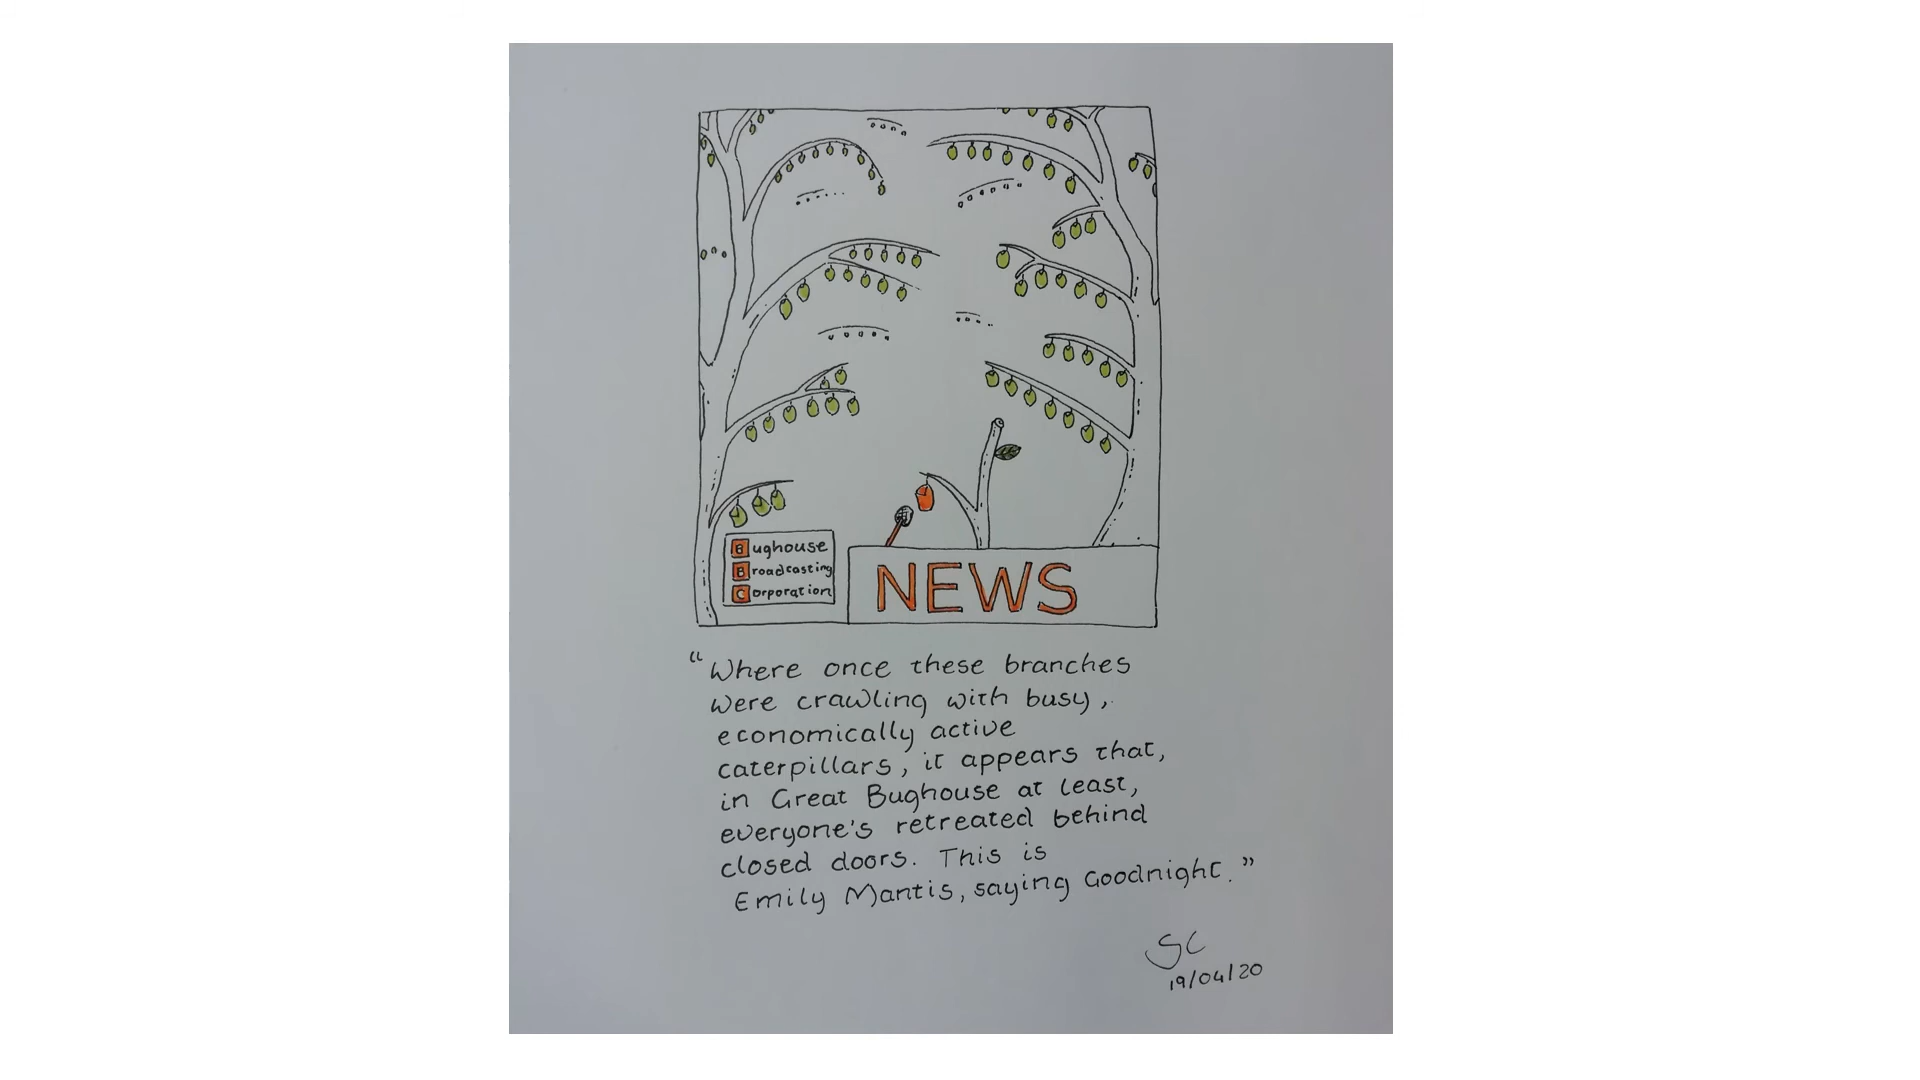 Bughouse
Broadcasting
Corporation
NEWS
"Where once these branches
were crawling with busy,
economically active
caterpillars, it appears that,
in Great Bughouse at least,
everyone's retreated behind
closed doors. This is
Emily Mantis, saying Goodnight."
SC
19/04/20